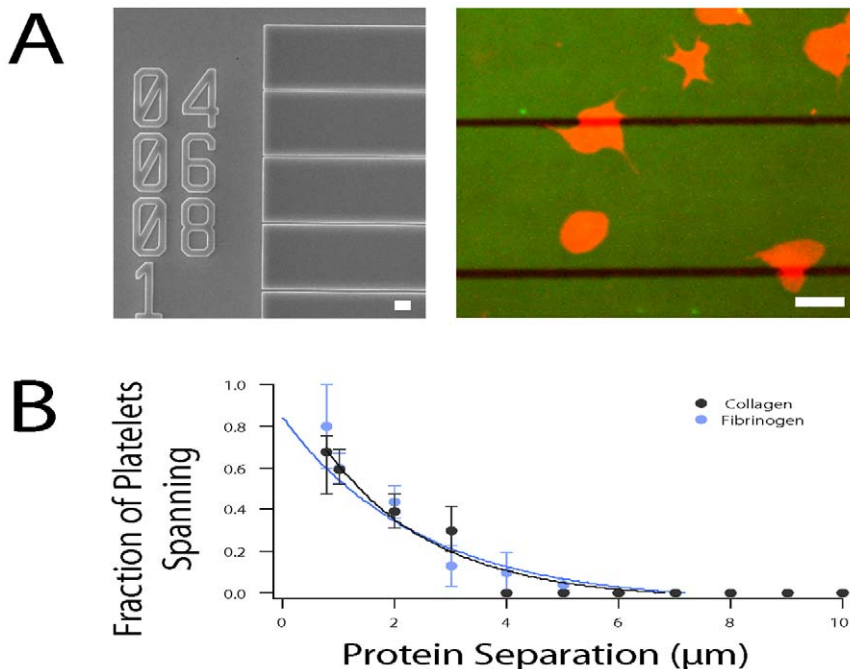 A
04
06
08
1
B
Fraction of Platelets
Spanning
1.0
0.8
0.6
0.4
0.2
0.0
Collagen
Fibrinogen
0 2 4 6 8 10
Protein Separation (µm)